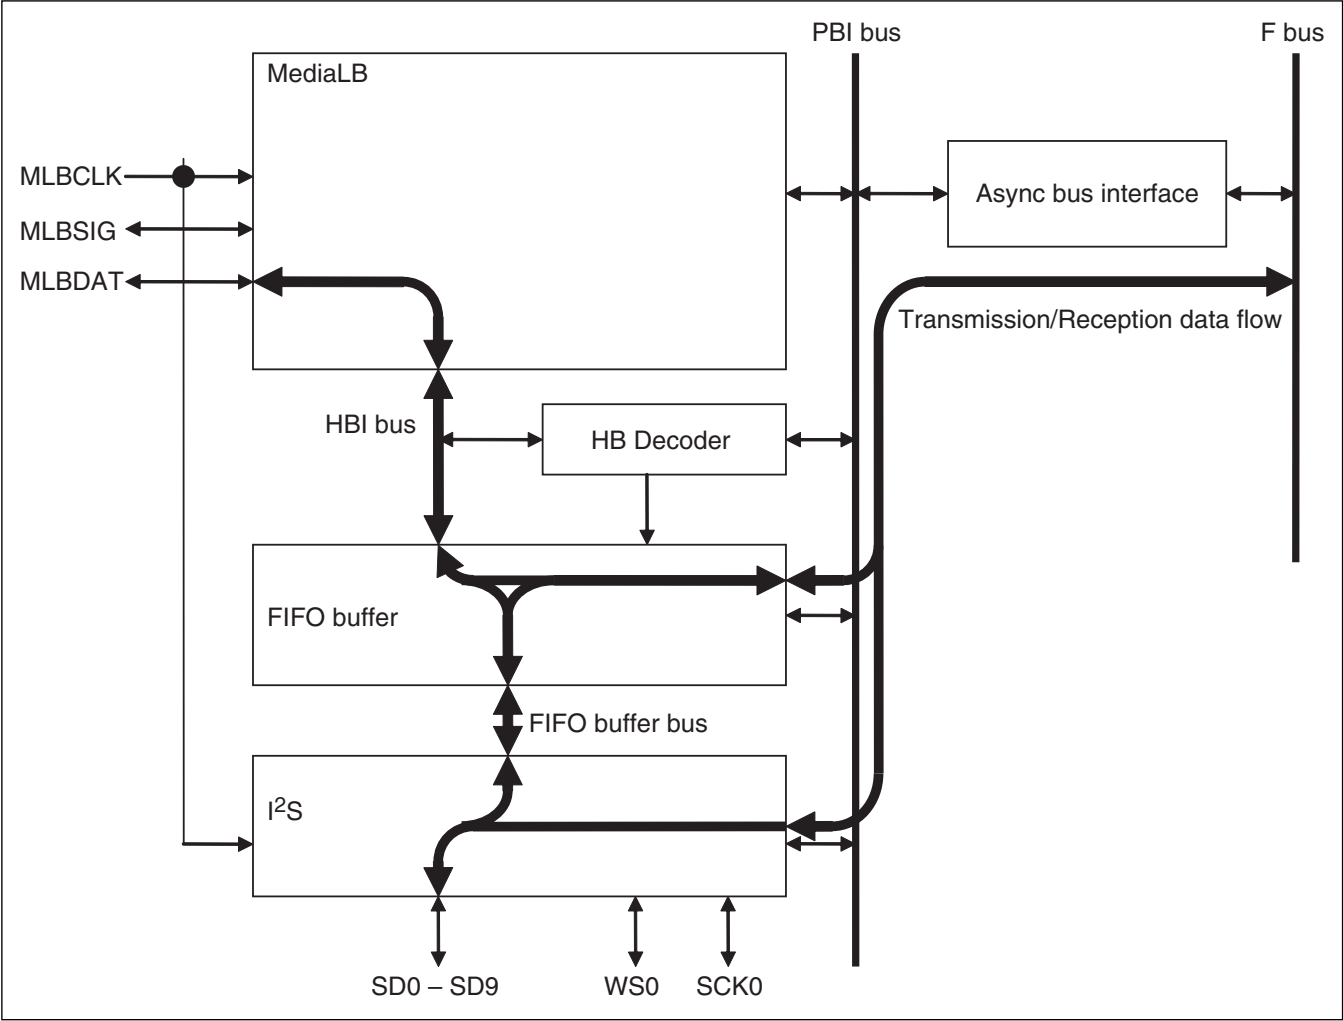 PBI bus
F bus
MediaLB
MLBCLK
Async bus interface
MLBSIG
MLBDAT
Transmission/Reception data flow
HBI bus
HB Decoder
FIFO buffer
FIFO buffer bus
I²S
SD0 – SD9
WS0
SCK0